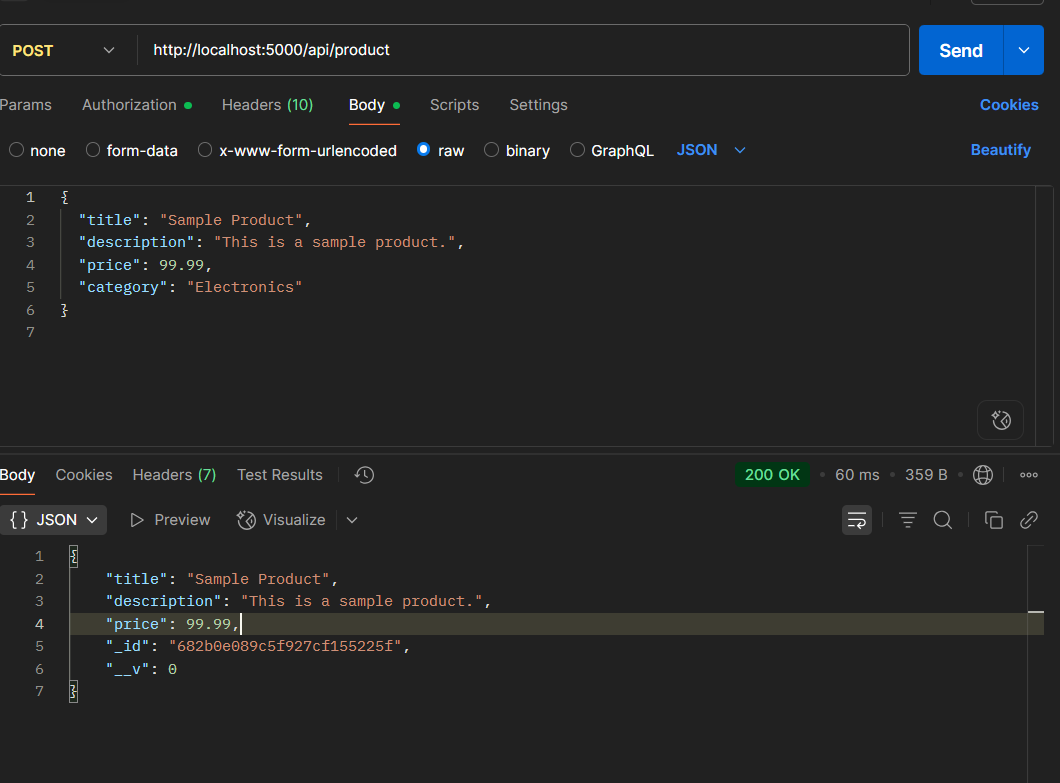 POST http://localhost:5000/api/product Send
Params Authorization Headers (10) Body Scripts Settings Cookies
none form-data x-www-form-urlencoded raw binary GraphQL JSON Beautify
1 {
2 "title": "Sample Product",
3 "description": "This is a sample product.",
4 "price": 99.99,
5 "category": "Electronics"
6 }
7
Body Cookies Headers (7) Test Results 200 OK 60 ms 359 B
{} JSON Preview Visualize
1 {
2 "title": "Sample Product",
3 "description": "This is a sample product.",
4 "price": 99.99,
5 "_id": "682b0e089c5f927cf155225f",
6 "__v": 0
7 }